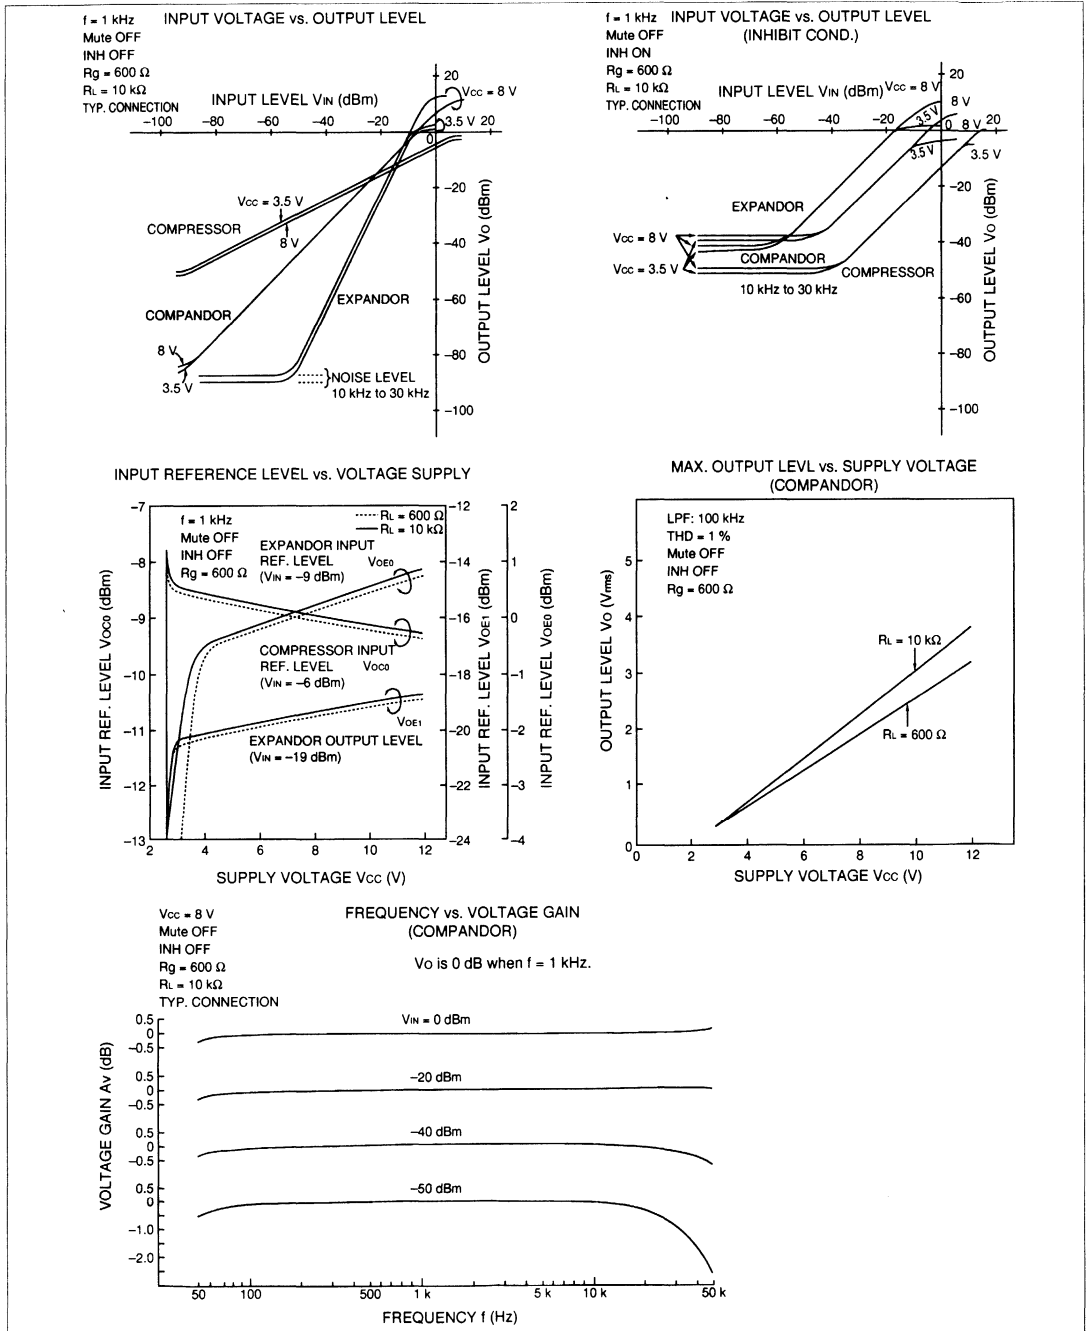 f = 1 kHz
Mute OFF
INH OFF
Rg = 600 Ω
RL = 10 kΩ
TYP. CONNECTION
INPUT VOLTAGE vs. OUTPUT LEVEL
INPUT LEVEL VIN (dBm)
−100 −80 −60 −40 −20 0 20
20
−20
−40
−60
−80
−100
OUTPUT LEVEL Vo (dBm)
Vcc = 8 V
3.5 V
Vcc = 3.5 V
8 V
COMPRESSOR
COMPANDOR
EXPANDOR
8 V
3.5 V
NOISE LEVEL
10 kHz to 30 kHz
f = 1 kHz
Mute OFF
INH ON
Rg = 600 Ω
RL = 10 kΩ
TYP. CONNECTION
INPUT VOLTAGE vs. OUTPUT LEVEL
(INHIBIT COND.)
INPUT LEVEL VIN (dBm)
−100 −80 −60 −40 −20 0 20
20
−20
−40
−60
−80
−100
OUTPUT LEVEL Vo (dBm)
Vcc = 8 V
8 V
3.5 V
8 V
3.5 V
3.5 V
EXPANDOR
Vcc = 8 V
Vcc = 3.5 V
COMPANDOR
COMPRESSOR
10 kHz to 30 kHz
INPUT REFERENCE LEVEL vs. VOLTAGE SUPPLY
f = 1 kHz
Mute OFF
INH OFF
Rg = 600 Ω
RL = 600 Ω
RL = 10 kΩ
EXPANDOR INPUT
REF. LEVEL VOE0
(VIN = −9 dBm)
COMPRESSOR INPUT
REF. LEVEL VOC0
(VIN = −6 dBm)
VOE1
EXPANDOR OUTPUT LEVEL
(VIN = −19 dBm)
INPUT REF. LEVEL VOC0 (dBm)
−7
−8
−9
−10
−11
−12
−13
INPUT REF. LEVEL VOE1 (dBm)
−12
−14
−16
−18
−20
−22
−24
INPUT REF. LEVEL VOE0 (dBm)
2
1
0
−1
−2
−3
−4
2 4 6 8 10 12
SUPPLY VOLTAGE Vcc (V)
MAX. OUTPUT LEVL vs. SUPPLY VOLTAGE
(COMPANDOR)
LPF: 100 kHz
THD = 1 %
Mute OFF
INH OFF
Rg = 600 Ω
RL = 10 kΩ
RL = 600 Ω
OUTPUT LEVEL Vo (Vrms)
5
4
3
2
1
0
0 2 4 6 8 10 12
SUPPLY VOLTAGE Vcc (V)
Vcc = 8 V
Mute OFF
INH OFF
Rg = 600 Ω
RL = 10 kΩ
TYP. CONNECTION
FREQUENCY vs. VOLTAGE GAIN
(COMPANDOR)
Vo is 0 dB when f = 1 kHz.
VOLTAGE GAIN Av (dB)
0.5
0
−0.5
VIN = 0 dBm
0.5
0
−0.5
−20 dBm
0.5
0
−0.5
−40 dBm
0.5
0
−1.0
−2.0
−50 dBm
50 100 500 1 k 5 k 10 k 50 k
FREQUENCY f (Hz)